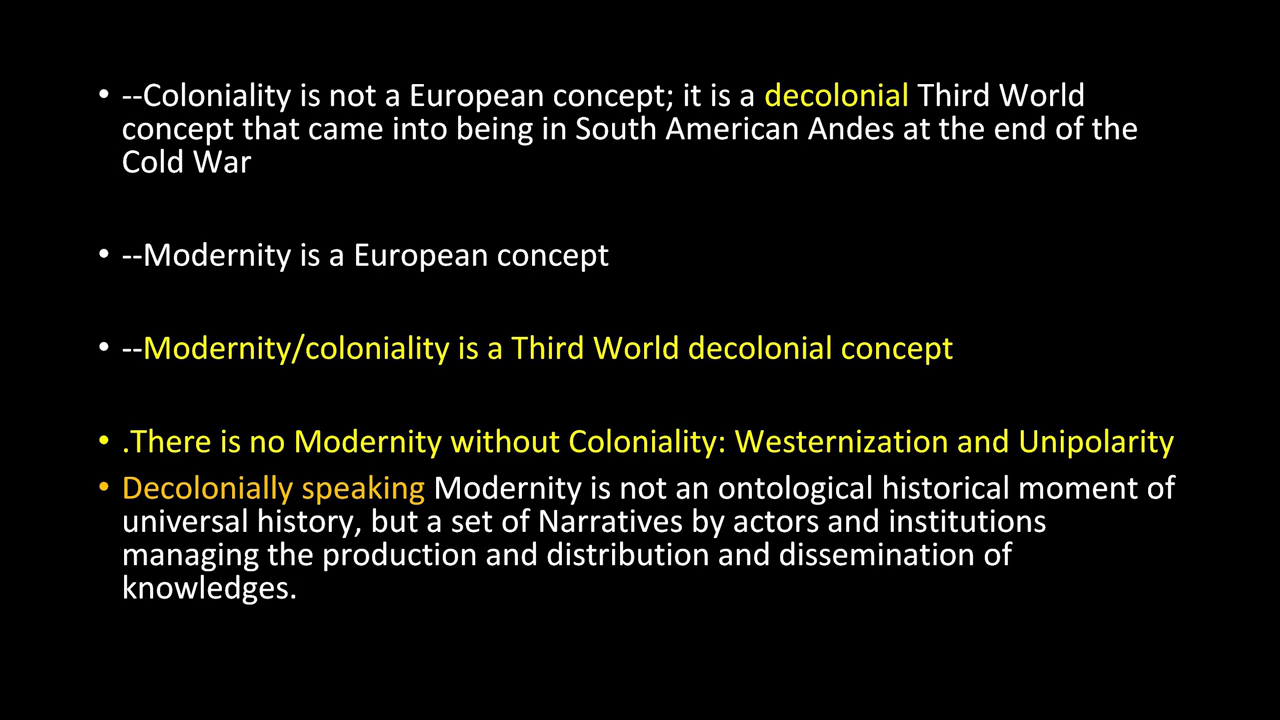 • --Coloniality is not a European concept; it is a decolonial Third World
concept that came into being in South American Andes at the end of the
Cold War
• --Modernity is a European concept
• --Modernity/coloniality is a Third World decolonial concept
• .There is no Modernity without Coloniality: Westernization and Unipolarity
• Decolonially speaking Modernity is not an ontological historical moment of
universal history, but a set of Narratives by actors and institutions
managing the production and distribution and dissemination of
knowledges.